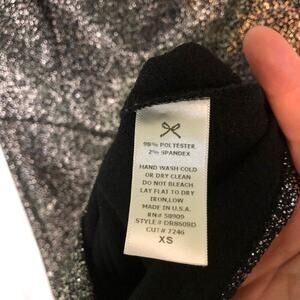 98% POLYESTER
2% SPANDEX
HAND WASH COLD
OR DRY CLEAN
DO NOT BLEACH
LAY FLAT TO DRY
IRON, LOW
MADE IN U.S.A.
RN# 58909
STYLE # DR8609D
CUT# 7246
XS